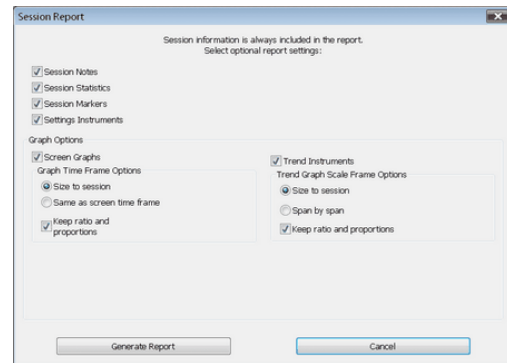 Session Report
Session information is always included in the report.
Select optional report settings:
Session Notes
Session Statistics
Session Markers
Settings Instruments
Graph Options
Screen Graphs
Graph Time Frame Options
Size to session
Same as screen time frame
Keep ratio and
proportions
Trend Instruments
Trend Graph Scale Frame Options
Size to session
Span by span
Keep ratio and proportions
Generate Report
Cancel